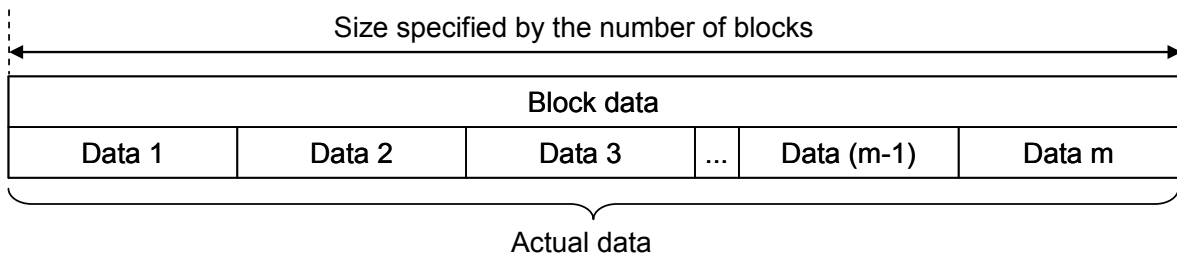 Size specified by the number of blocks
Block data
Data 1 Data 2 Data 3 ... Data (m-1) Data m
Actual data